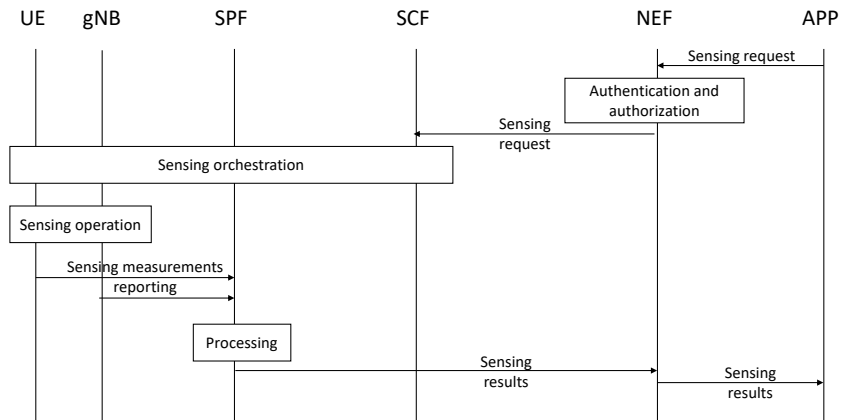 UE gNB SPF SCF NEF APP
Sensing request
Authentication and
authorization
Sensing
request
Sensing orchestration
Sensing operation
Sensing measurements
reporting
Processing
Sensing
results
Sensing
results